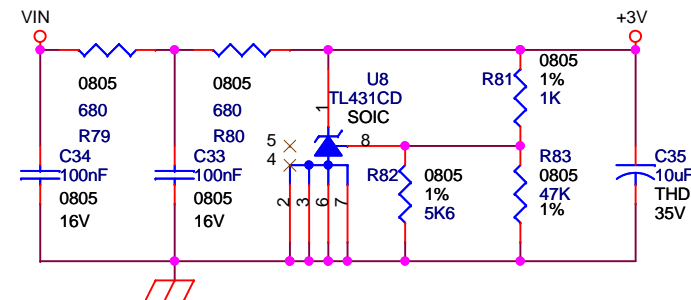 VIN
+3V
0805
680
R79
0805
680
R80
U8
TL431CD
SOIC
1
8
5
4
2
3
6
7
R81
0805
1%
1K
C34
100nF
0805
16V
C33
100nF
0805
16V
R82
0805
1%
5K6
R83
0805
47K
1%
C35
10uF
THD
35V